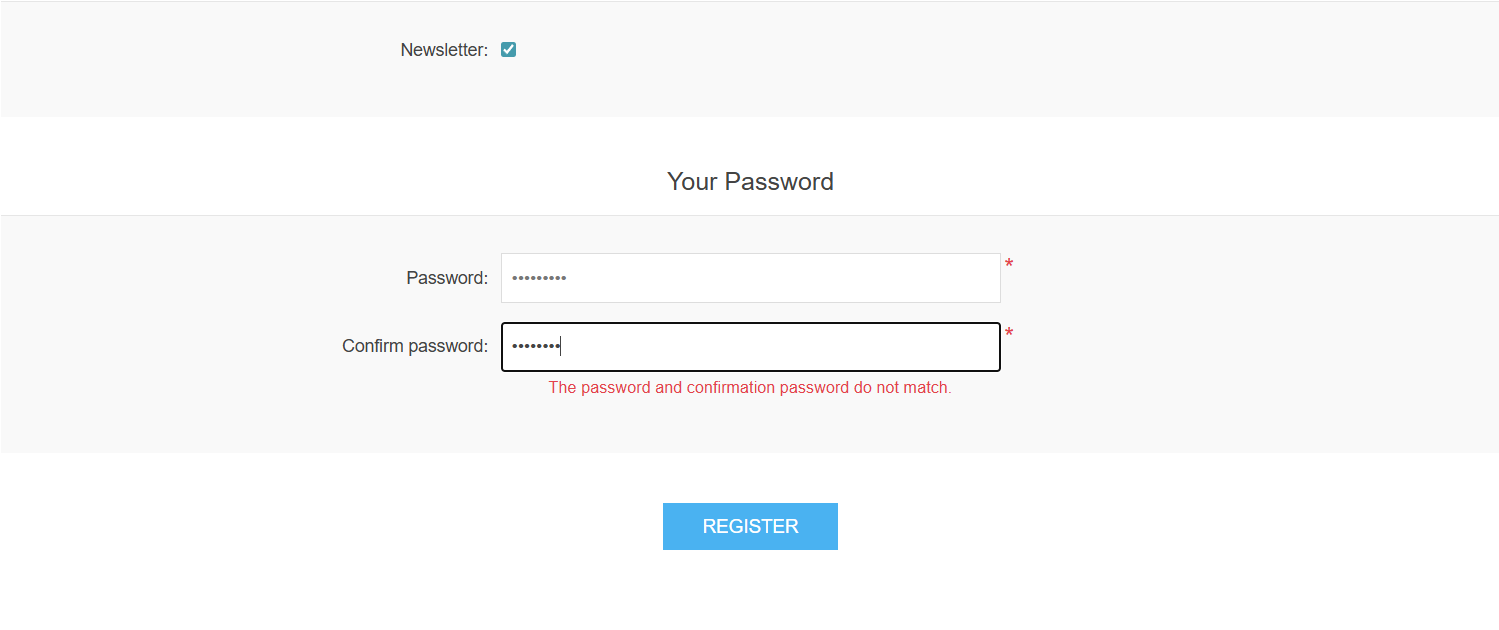 Newsletter:
Your Password
Password: ••••••••• *
Confirm password: •••••••• *
The password and confirmation password do not match.
REGISTER